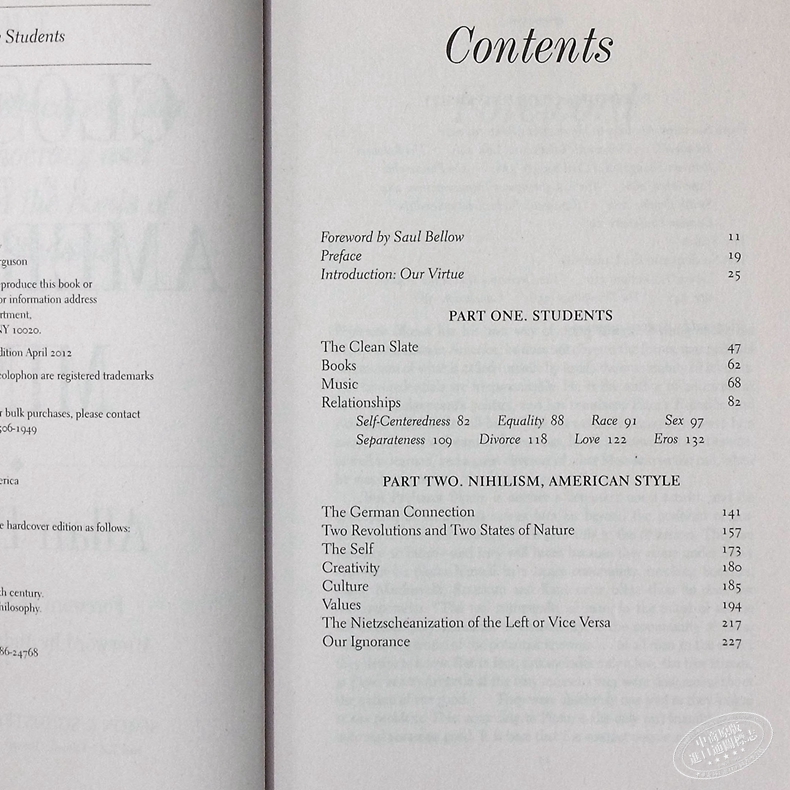 Students
rguson
produce this book or
or information address
rtment,
NY 10020.
dition April 2012
colophon are registered trademarks
r bulk purchases, please contact
506-1949
erica
e hardcover edition as follows:
th century.
hilosophy.
86-24768
Contents
Foreword by Saul Bellow 11
Preface 19
Introduction: Our Virtue 25
PART ONE. STUDENTS
The Clean Slate 47
Books 62
Music 68
Relationships 82
Self-Centeredness 82 Equality 88 Race 91 Sex 97
Separateness 109 Divorce 118 Love 122 Eros 132
PART TWO. NIHILISM, AMERICAN STYLE
The German Connection 141
Two Revolutions and Two States of Nature 157
The Self 173
Creativity 180
Culture 185
Values 194
The Nietzscheanization of the Left or Vice Versa 217
Our Ignorance 227
中商原版